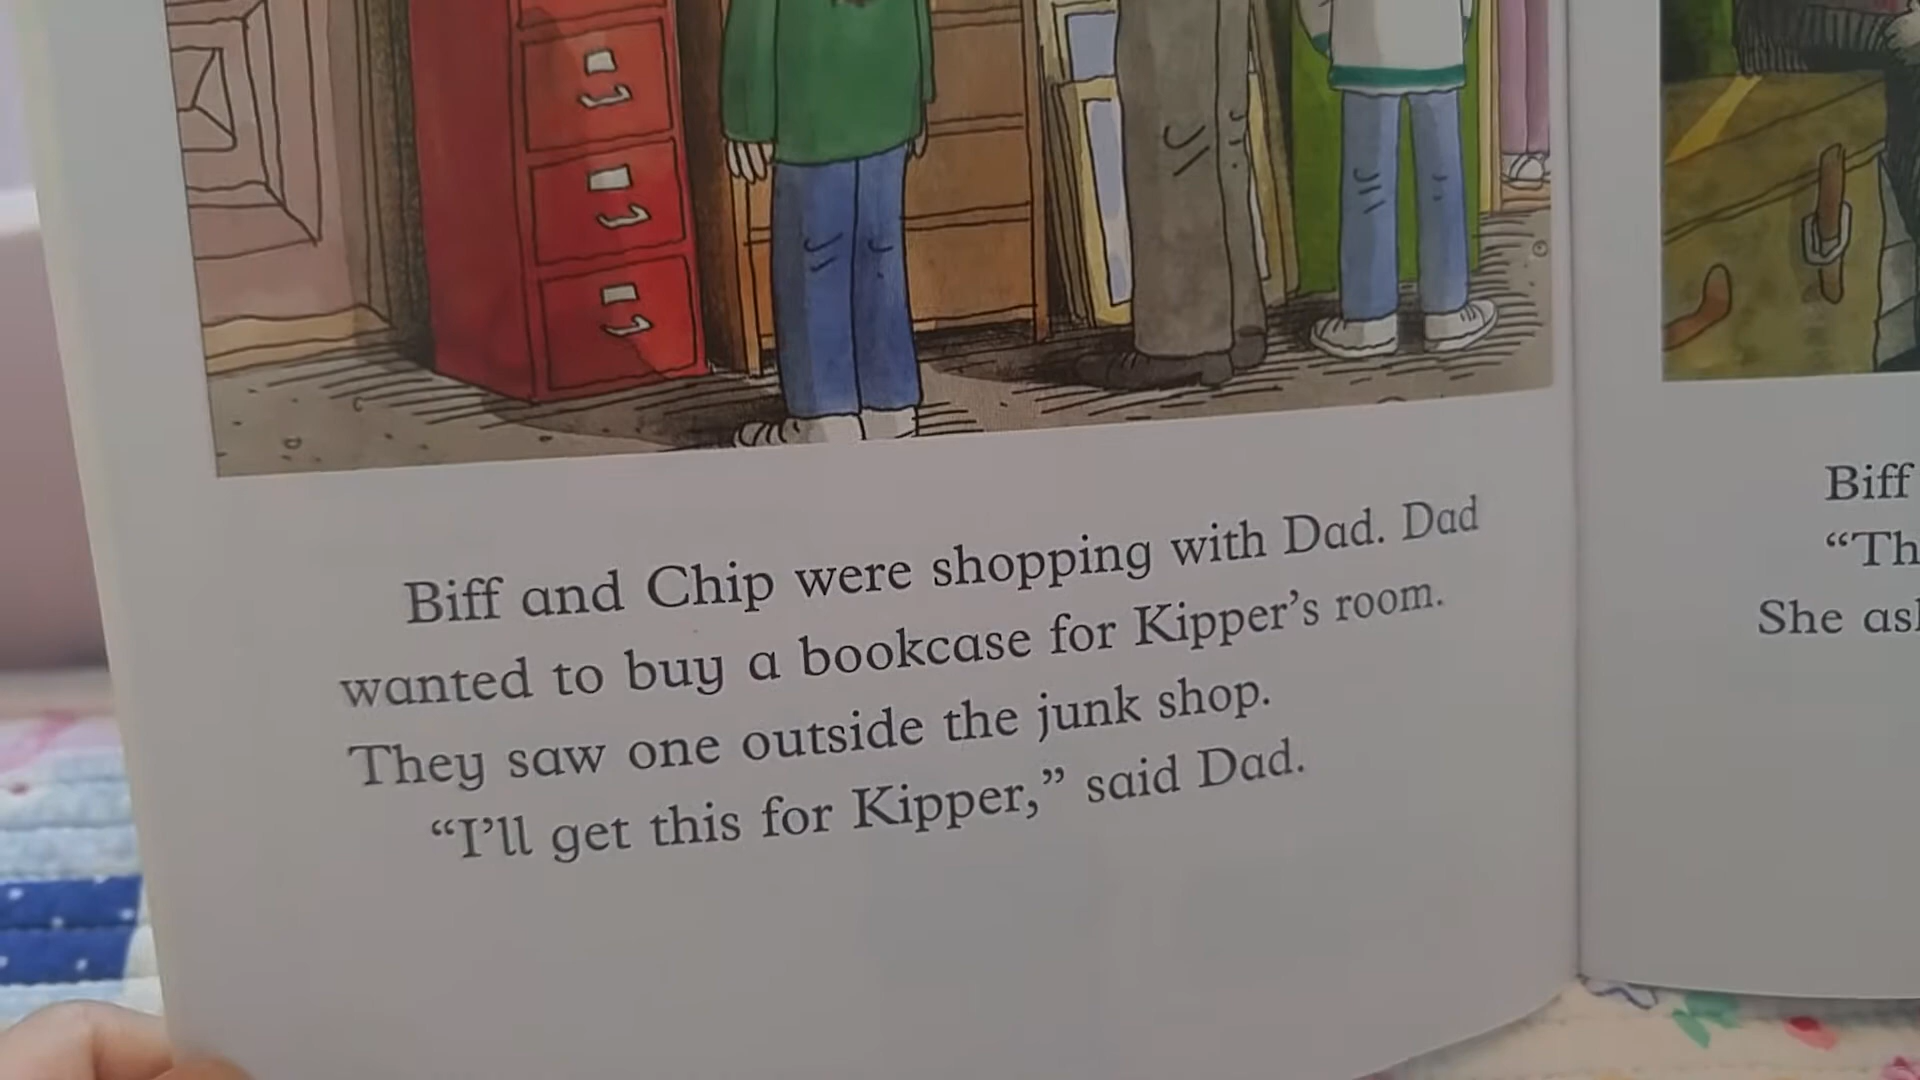 Biff and Chip were shopping with Dad. Dad
wanted to buy a bookcase for Kipper's room.
They saw one outside the junk shop.
“I'll get this for Kipper,” said Dad.
Biff
“Th
She as